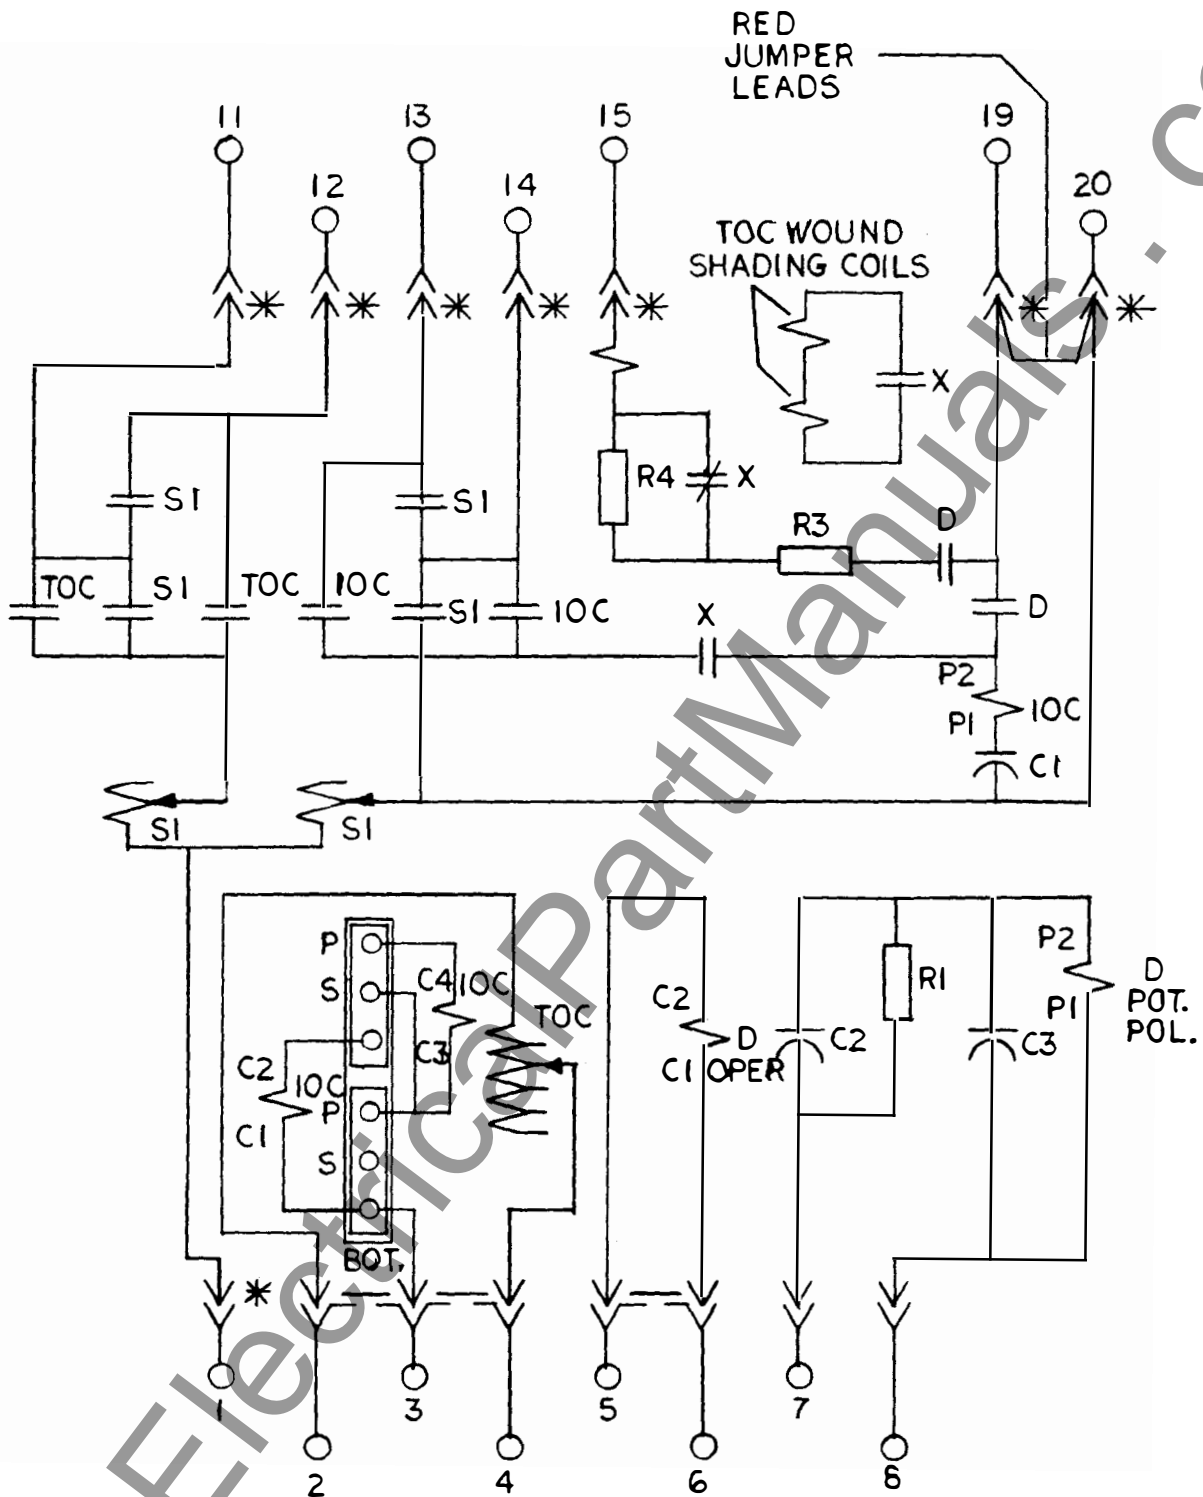 RED
JUMPER
LEADS
11
13
15
19
12
14
20
TOC WOUND
SHADING COILS
X
S1
S1
R4
X
R3
D
TOC
S1
TOC
IOC
S1
IOC
X
D
P2
P1
IOC
C1
S1
S1
P
S
C4
IOC
TOC
C3
C2
IOC
P
C1
S
BOT.
C2
D
C1 OPER
C2
R1
C3
P2
P1
D
POT.
POL.
1
3
5
7
2
4
6
8
ElectricalPartManuals . c